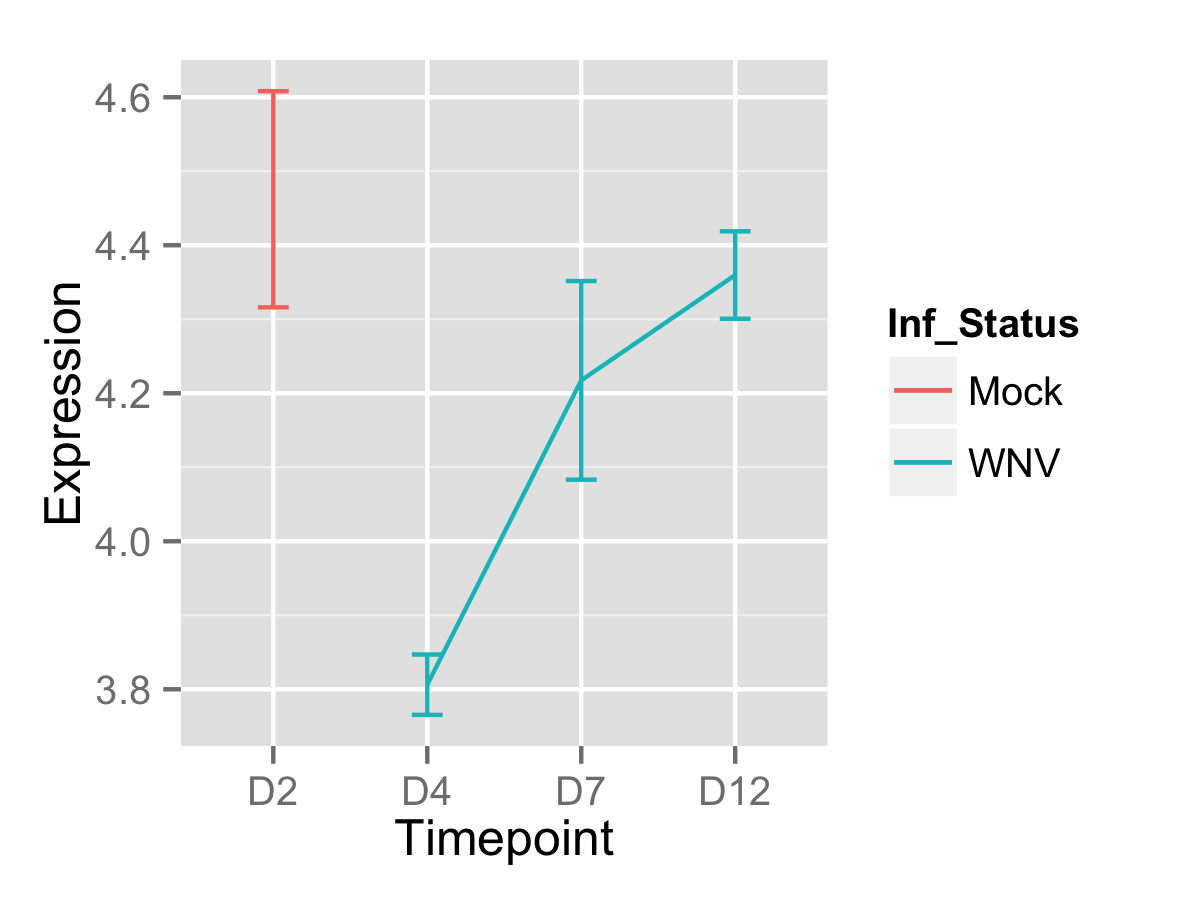 4.6
4.4
4.2
4.0
3.8
Expression
D2 D4 D7 D12
Timepoint
Inf_Status
Mock
WNV